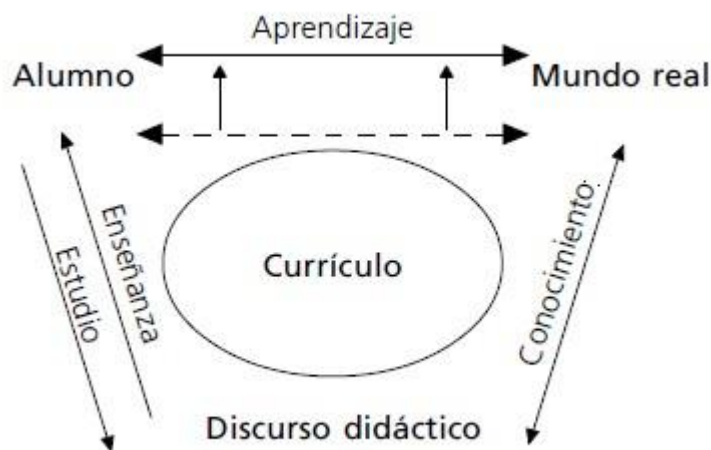 Aprendizaje
Alumno
Mundo real
Enseñanza
Estudio
Currículo
Conocimiento
Discurso didáctico